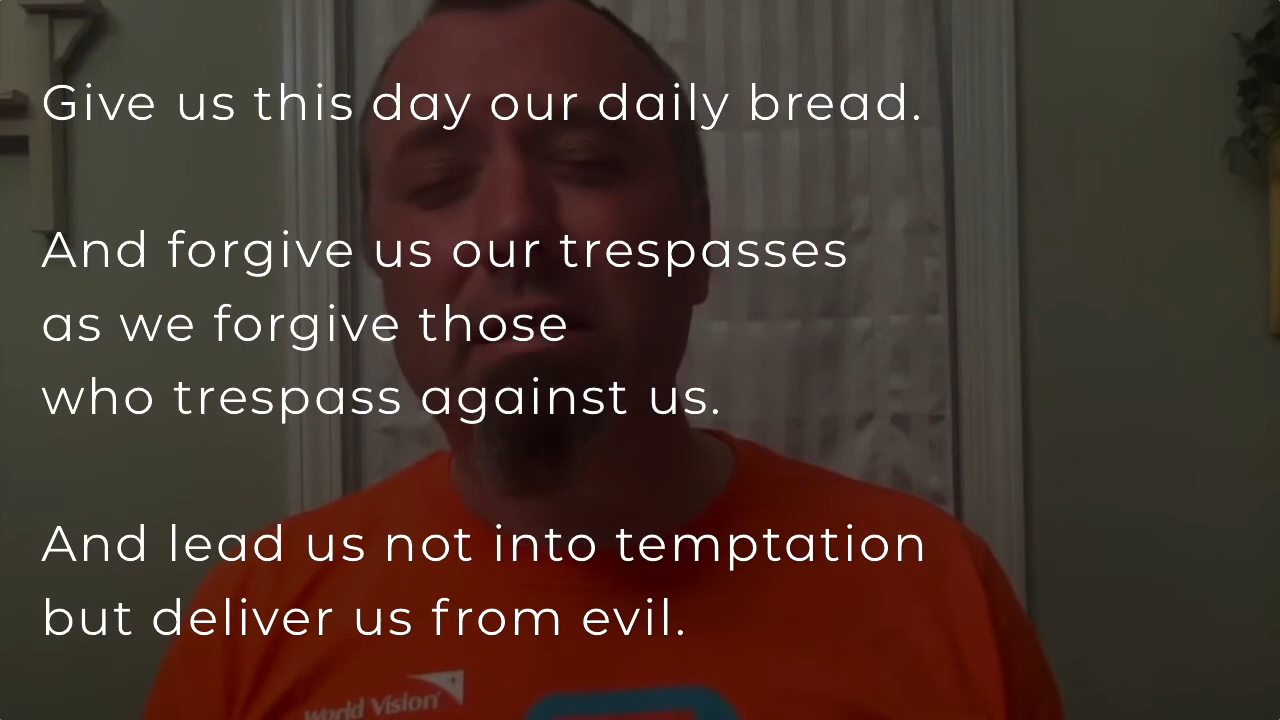 Give us this day our daily bread.
And forgive us our trespasses
as we forgive those
who trespass against us.
And lead us not into temptation
but deliver us from evil.
World Vision